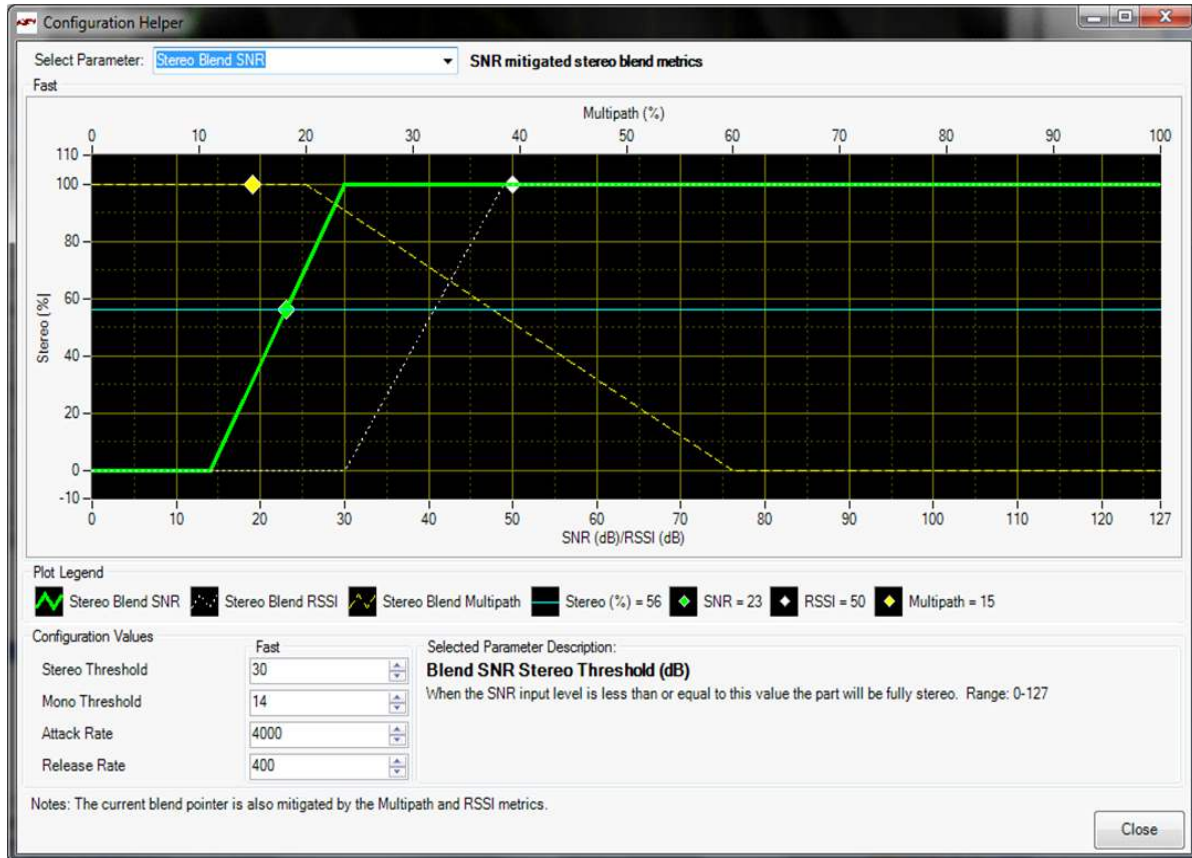 Configuration Helper
Select Parameter: Stereo Blend SNR SNR mitigated stereo blend metrics
Fast
Multipath (%)
0 10 20 30 40 50 60 70 80 90 100
110
100
80
60
40
20
0
-10
Stereo (%)
0 10 20 30 40 50 60 70 80 90 100 110 120 127
SNR (dB)/RSSI (dB)
Plot Legend
Stereo Blend SNR Stereo Blend RSSI Stereo Blend Multipath Stereo (%) = 56 SNR = 23 RSSI = 50 Multipath = 15
Configuration Values
Fast
Stereo Threshold 30
Mono Threshold 14
Attack Rate 4000
Release Rate 400
Selected Parameter Description:
Blend SNR Stereo Threshold (dB)
When the SNR input level is less than or equal to this value the part will be fully stereo. Range: 0-127
Notes: The current blend pointer is also mitigated by the Multipath and RSSI metrics.
Close